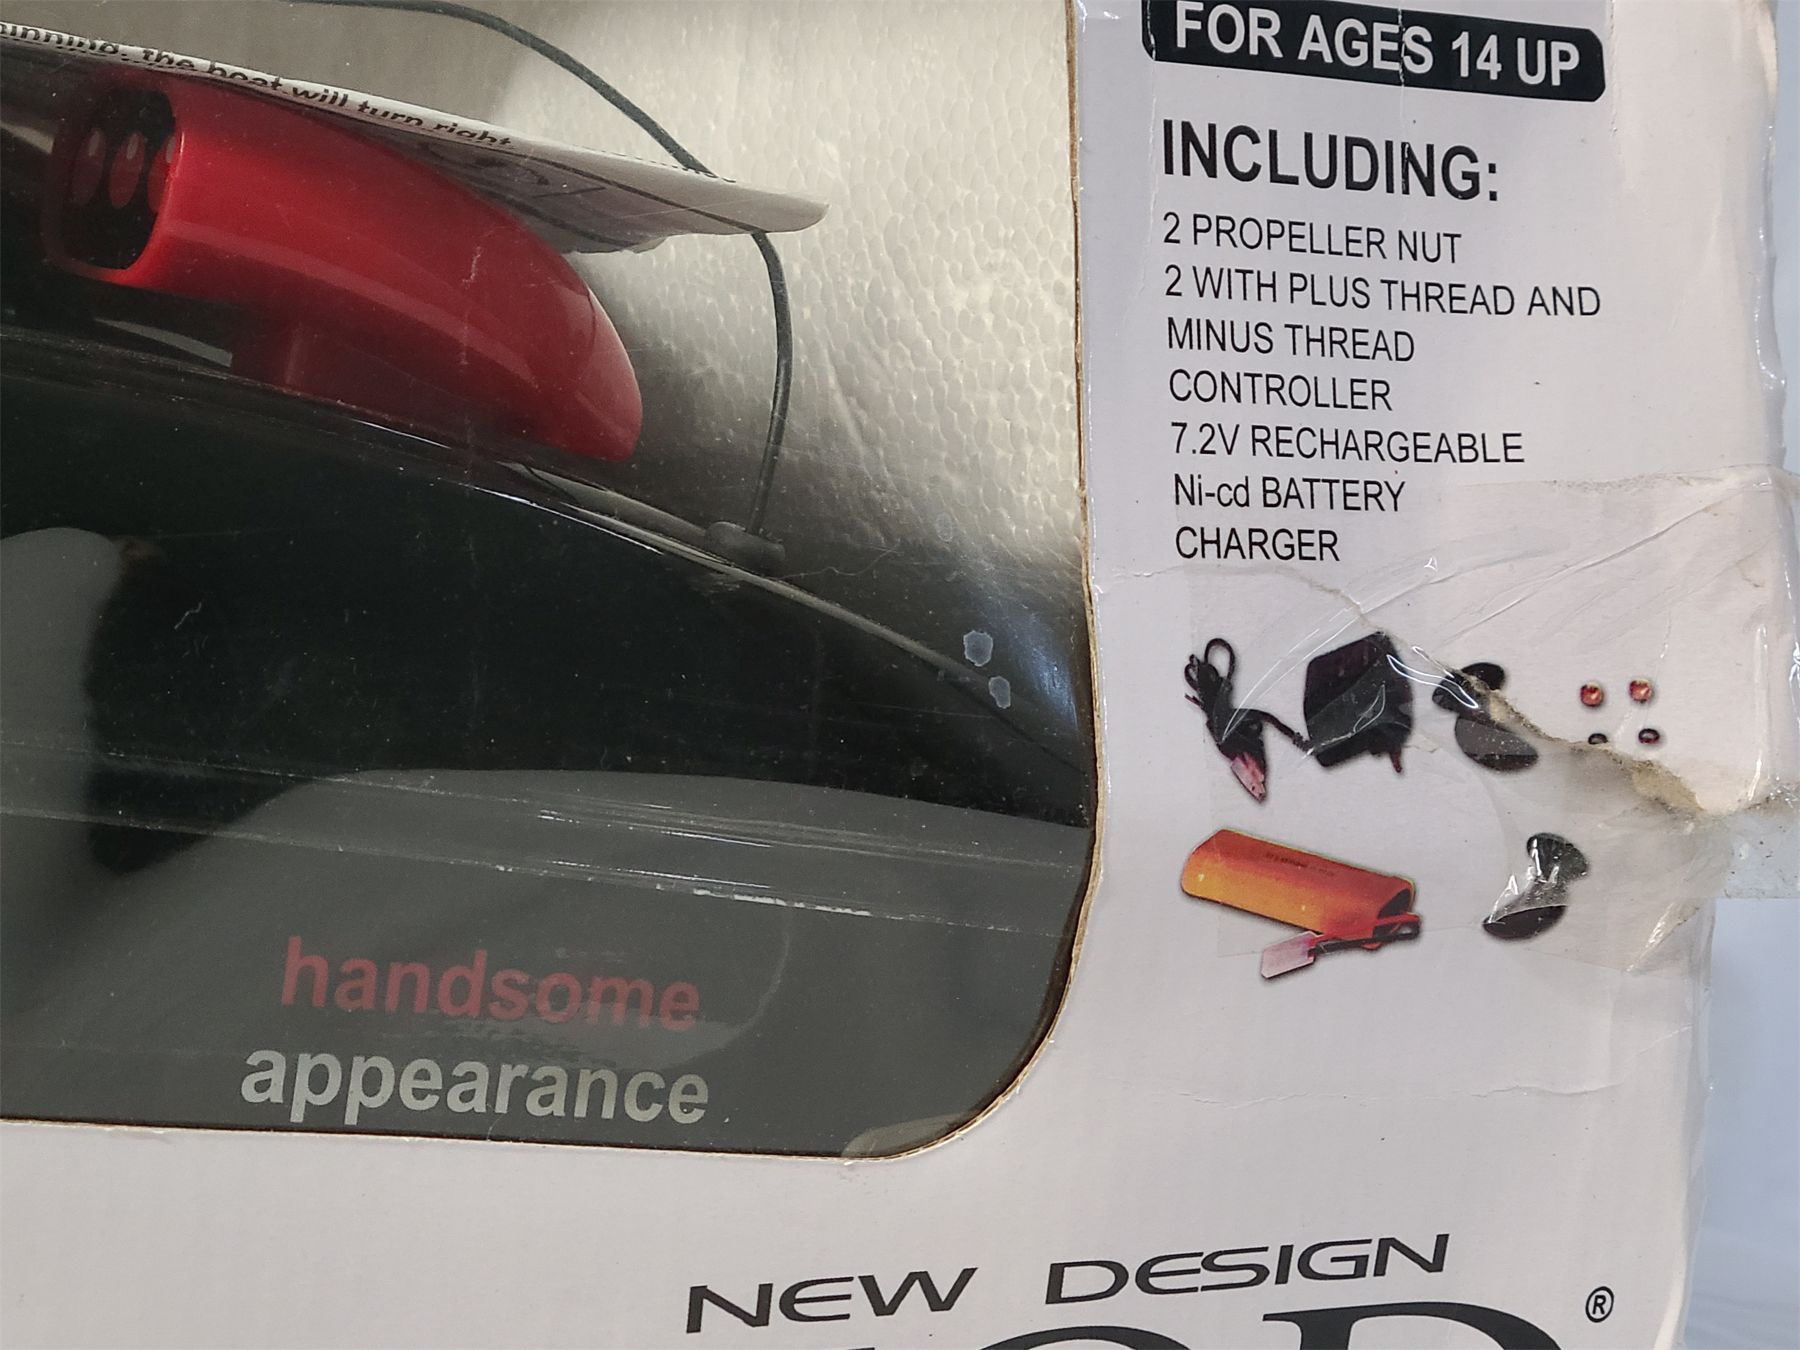 the boat will turn right.
FOR AGES 14 UP
INCLUDING:
2 PROPELLER NUT
2 WITH PLUS THREAD AND
MINUS THREAD
CONTROLLER
7.2V RECHARGEABLE
Ni-cd BATTERY
CHARGER
handsome
appearance
NEW DESIGN
®